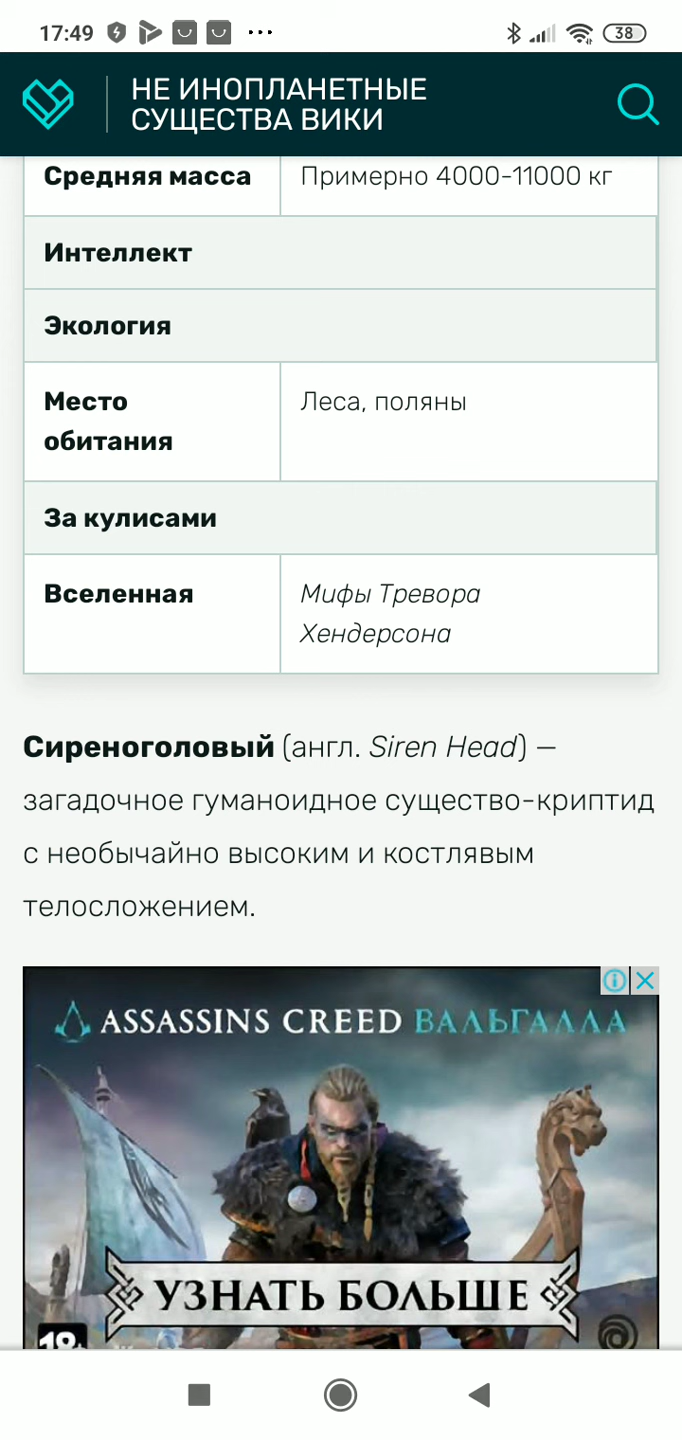 17:49
38
НЕ ИНОПЛАНЕТНЫЕ
СУЩЕСТВА ВИКИ
Средняя масса Примерно 4000-11000 кг
Интеллект
Экология
Место Леса, поляны
обитания
За кулисами
Вселенная Мифы Тревора
Хендерсона
Сиреноголовый (англ. Siren Head) —
загадочное гуманоидное существо-криптид
с необычайно высоким и костлявым
телосложением.
ASSASSINS CREED ВАЛЬГАЛЛА
УЗНАТЬ БОЛЬШЕ
18+